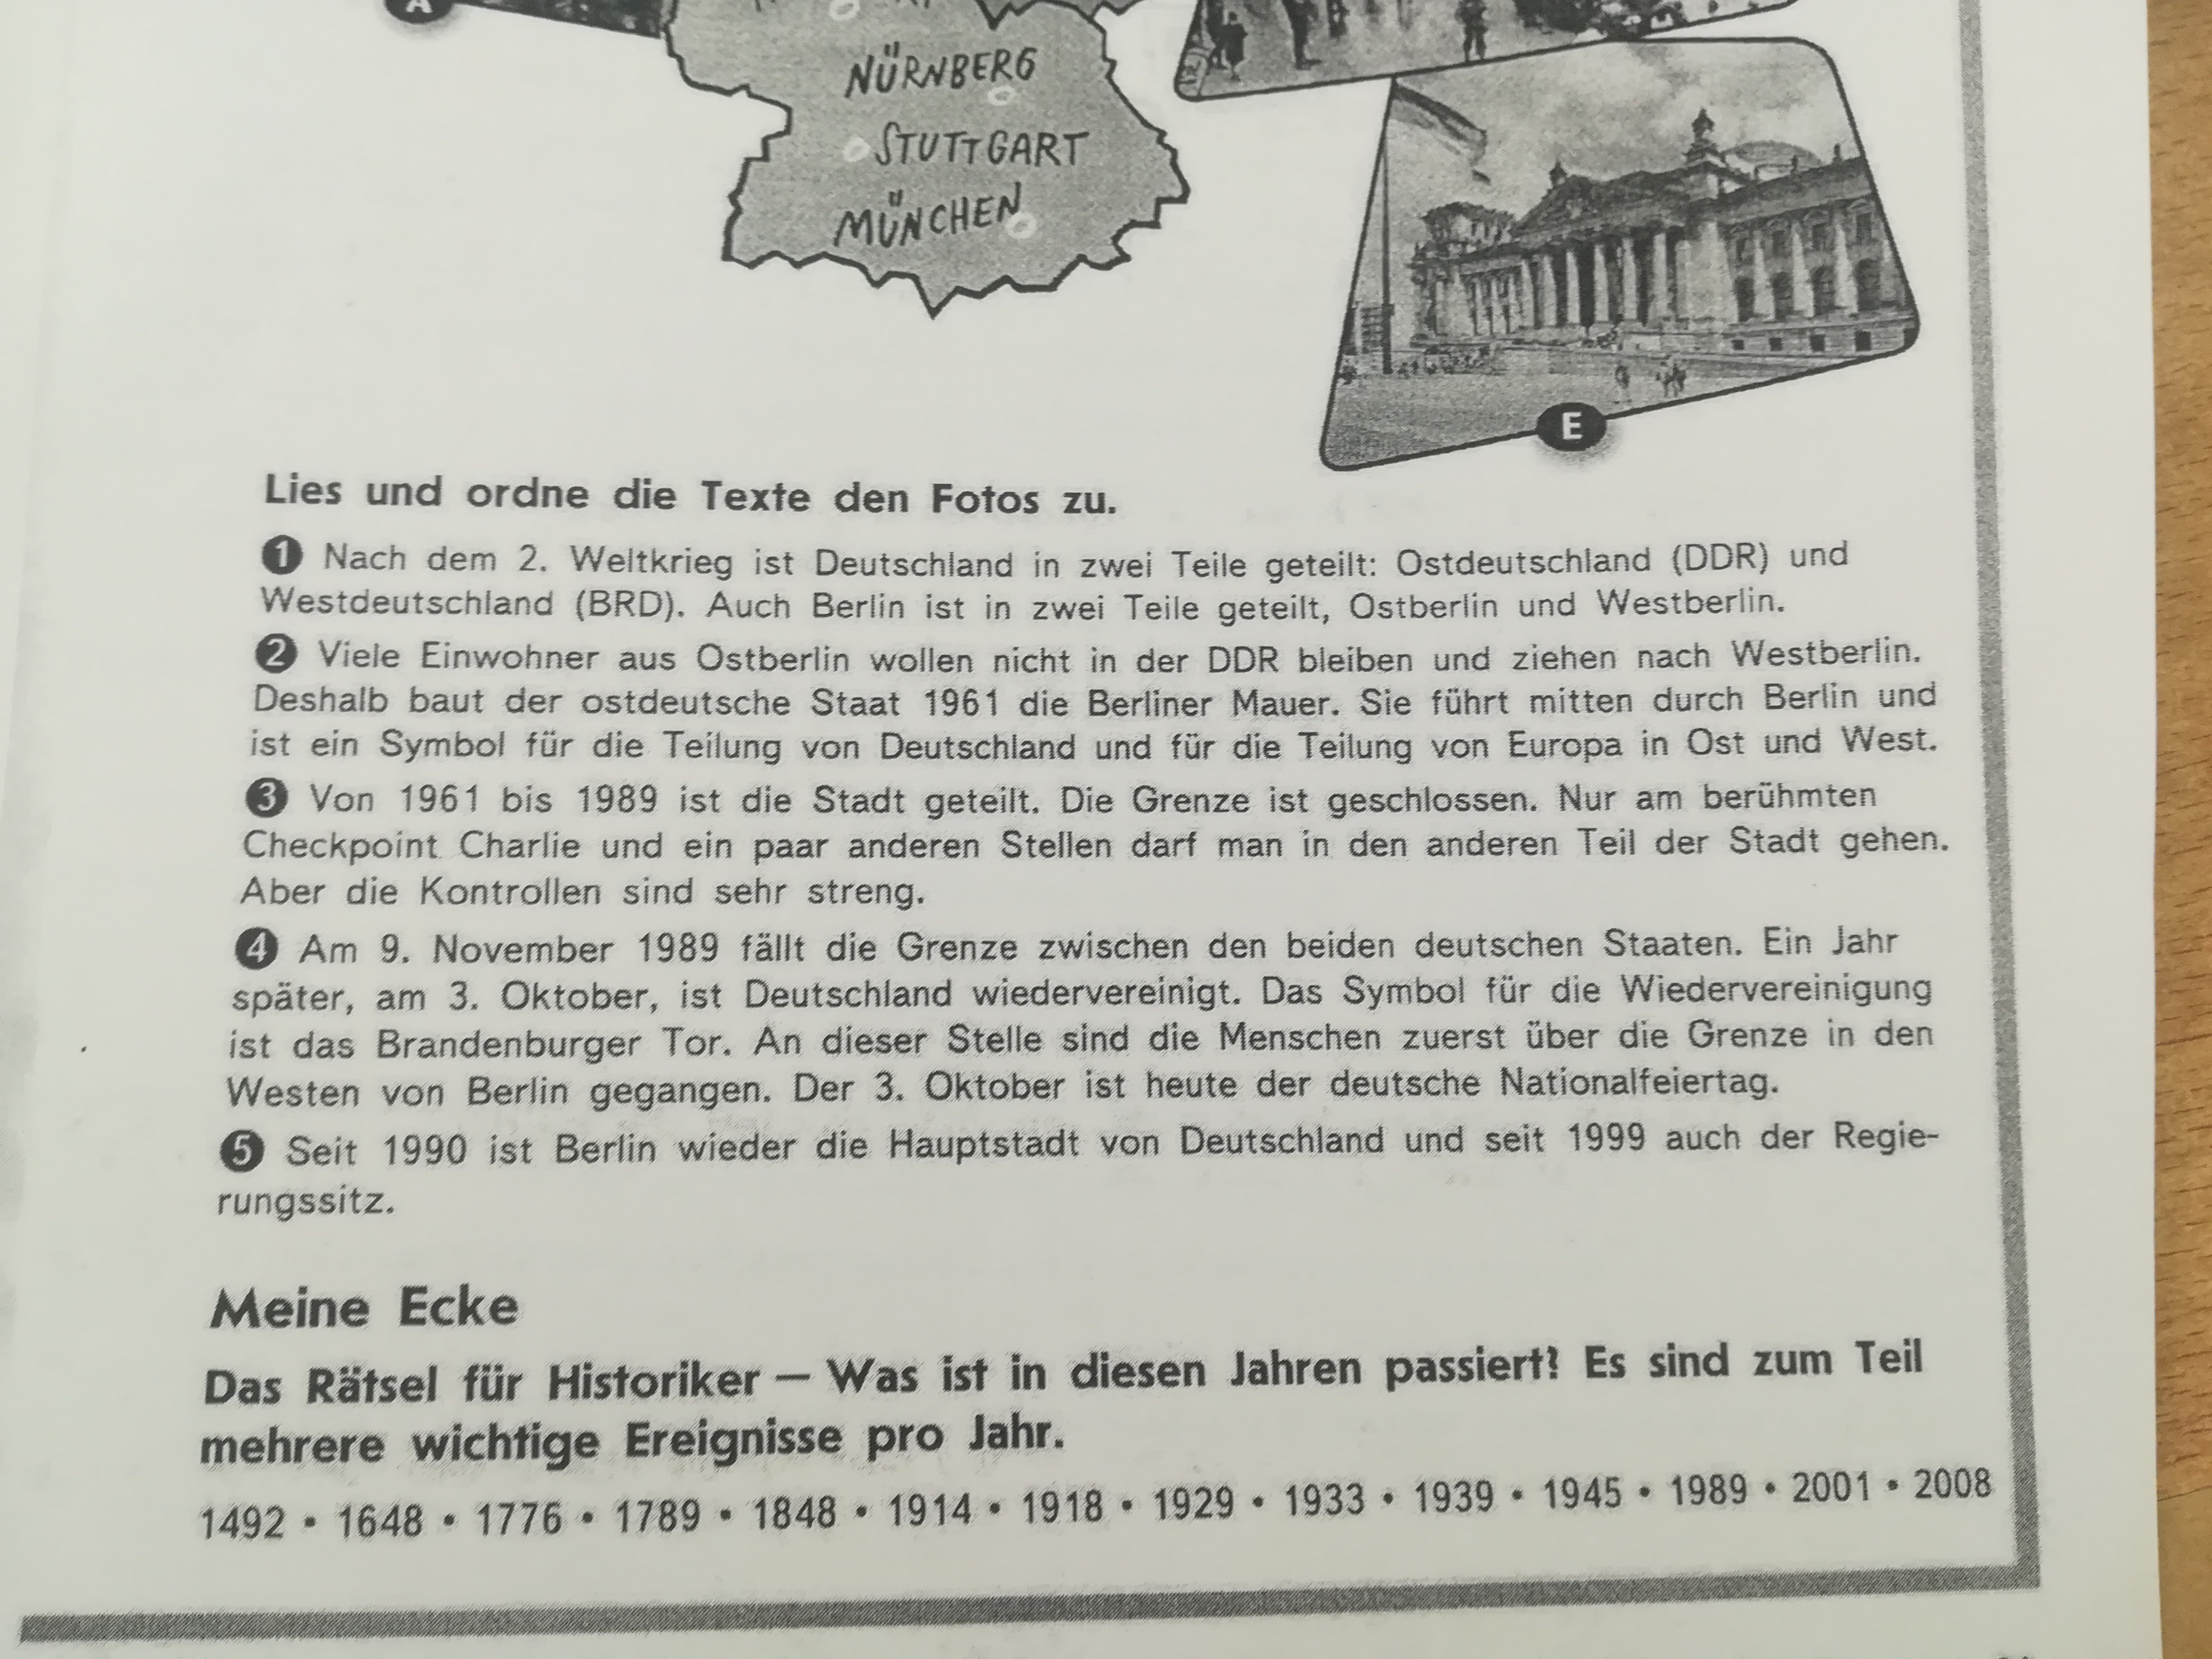 A
NÜRNBERG
STUTTGART
MÜNCHEN
E
Lies und ordne die Texte den Fotos zu.
1 Nach dem 2. Weltkrieg ist Deutschland in zwei Teile geteilt: Ostdeutschland (DDR) und
Westdeutschland (BRD). Auch Berlin ist in zwei Teile geteilt, Ostberlin und Westberlin.
2 Viele Einwohner aus Ostberlin wollen nicht in der DDR bleiben und ziehen nach Westberlin.
Deshalb baut der ostdeutsche Staat 1961 die Berliner Mauer. Sie führt mitten durch Berlin und
ist ein Symbol für die Teilung von Deutschland und für die Teilung von Europa in Ost und West.
3 Von 1961 bis 1989 ist die Stadt geteilt. Die Grenze ist geschlossen. Nur am berühmten
Checkpoint Charlie und ein paar anderen Stellen darf man in den anderen Teil der Stadt gehen.
Aber die Kontrollen sind sehr streng.
4 Am 9. November 1989 fällt die Grenze zwischen den beiden deutschen Staaten. Ein Jahr
später, am 3. Oktober, ist Deutschland wiedervereinigt. Das Symbol für die Wiedervereinigung
ist das Brandenburger Tor. An dieser Stelle sind die Menschen zuerst über die Grenze in den
Westen von Berlin gegangen. Der 3. Oktober ist heute der deutsche Nationalfeiertag.
5 Seit 1990 ist Berlin wieder die Hauptstadt von Deutschland und seit 1999 auch der Regie-
rungssitz.
Meine Ecke
Das Rätsel für Historiker – Was ist in diesen Jahren passiert? Es sind zum Teil
mehrere wichtige Ereignisse pro Jahr.
1492 • 1648 • 1776 • 1789 • 1848 • 1914 • 1918 • 1929 • 1933 • 1939 • 1945 • 1989 • 2001 • 2008